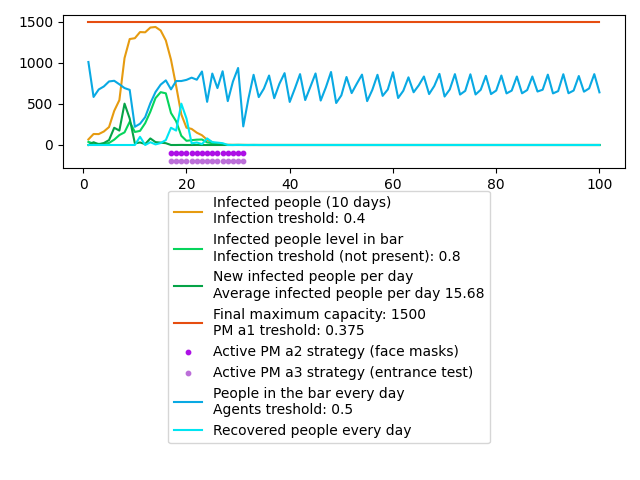 1500
1000
500
0
0 20 40 60 80 100
Infected people (10 days)
Infection treshold: 0.4
Infected people level in bar
Infection treshold (not present): 0.8
New infected people per day
Average infected people per day 15.68
Final maximum capacity: 1500
PM a1 treshold: 0.375
Active PM a2 strategy (face masks)
Active PM a3 strategy (entrance test)
People in the bar every day
Agents treshold: 0.5
Recovered people every day